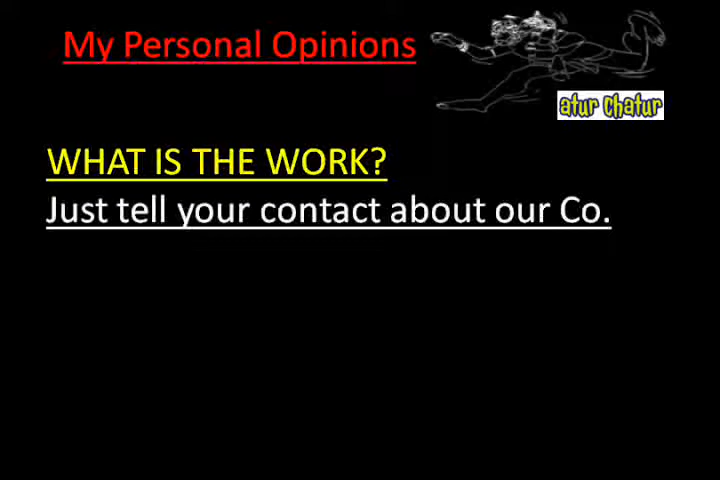 My Personal Opinions
atur chatur
WHAT IS THE WORK?
Just tell your contact about our Co.